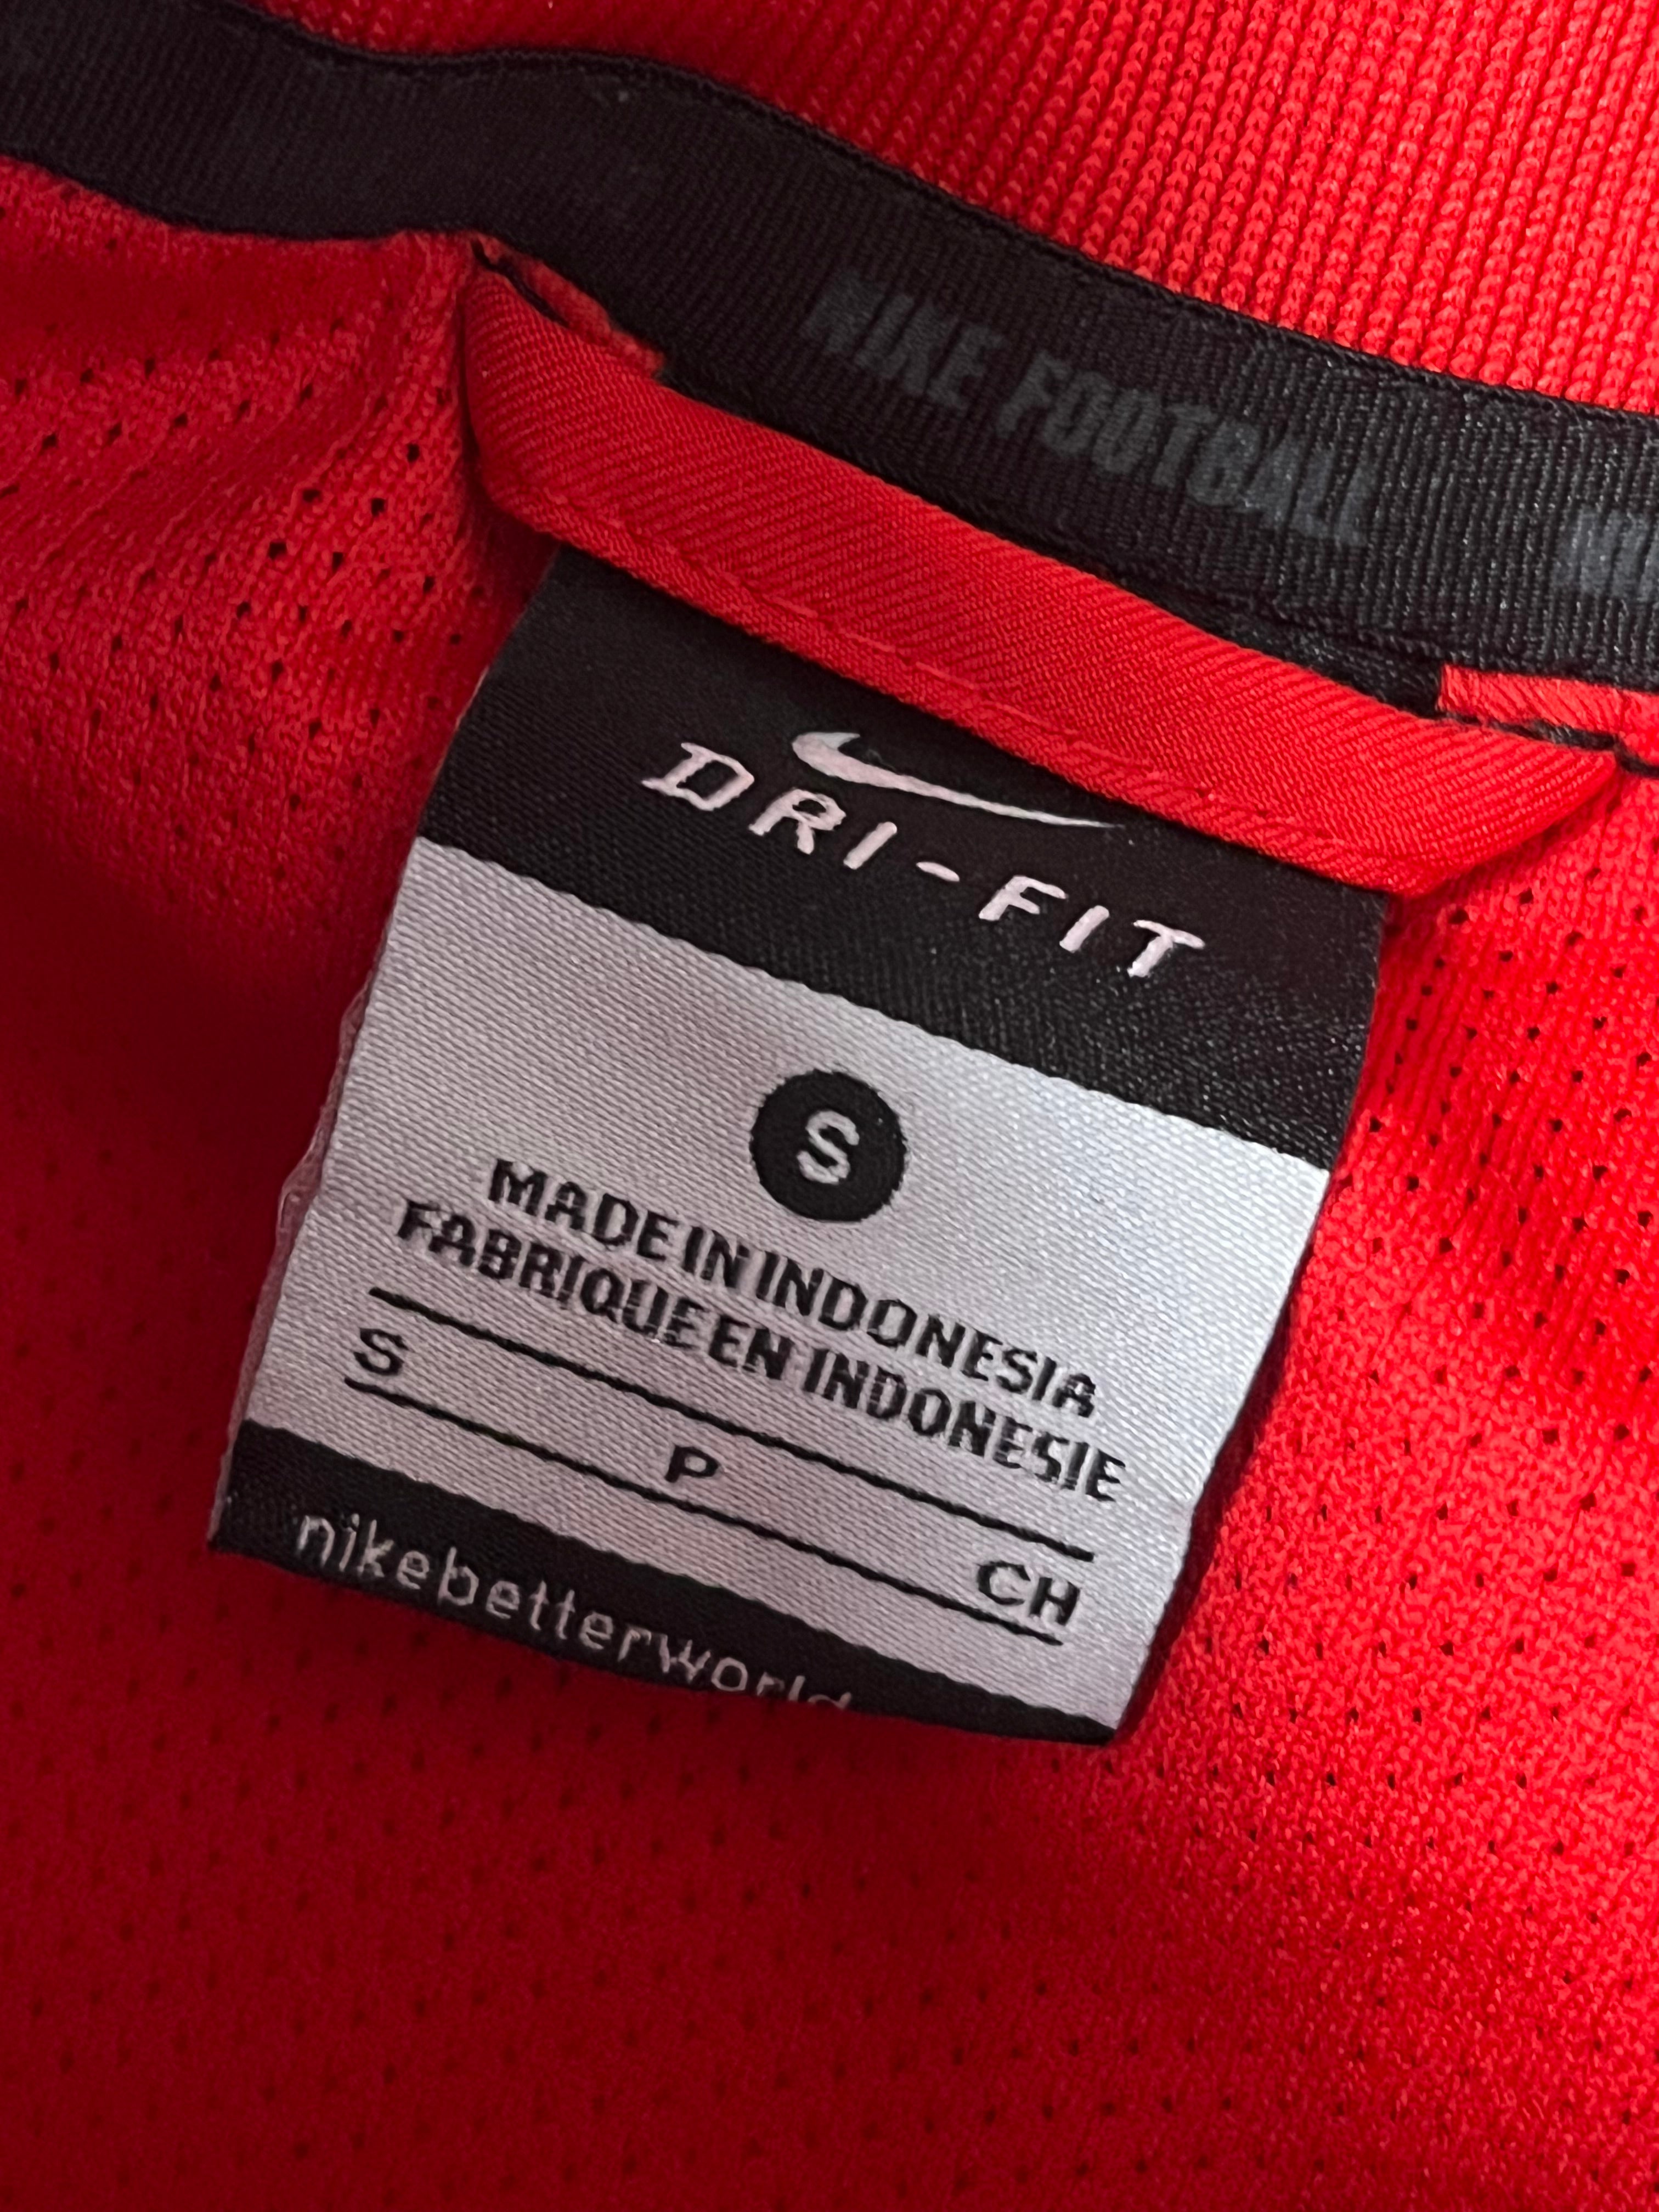 NIKE FOOTBALL
DRI-FIT
S
MADE IN INDONESIA
FABRIQUE EN INDONESIE
S P CH
nikebetterworld